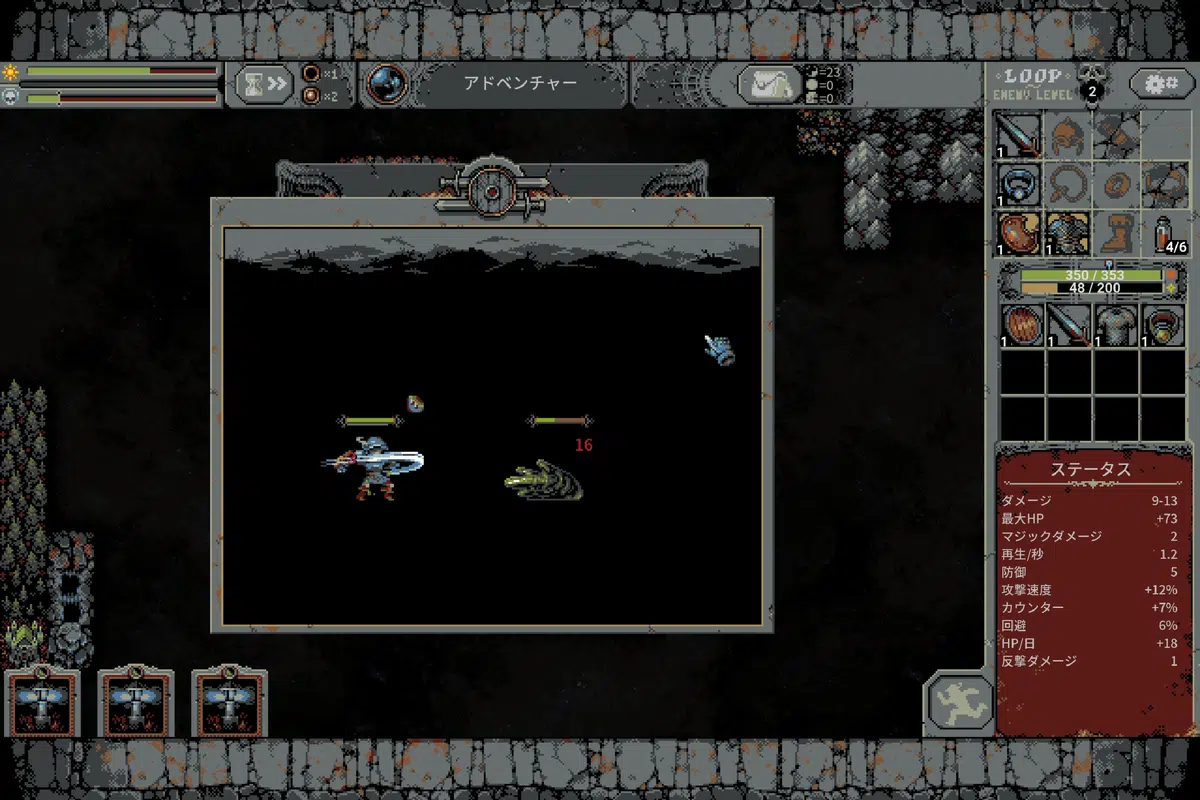 ×1
×2
アドベンチャー
=23
=0
=0
LOOP
ENEMY LEVEL
2
1
1
1
1
4/6
350 / 353
48 / 200
1
1
1
1
16
ステータス
ダメージ 9-13
最大HP +73
マジックダメージ 2
再生/秒 1.2
防御 5
攻撃速度 +12%
カウンター +7%
回避 6%
HP/日 +18
反撃ダメージ 1